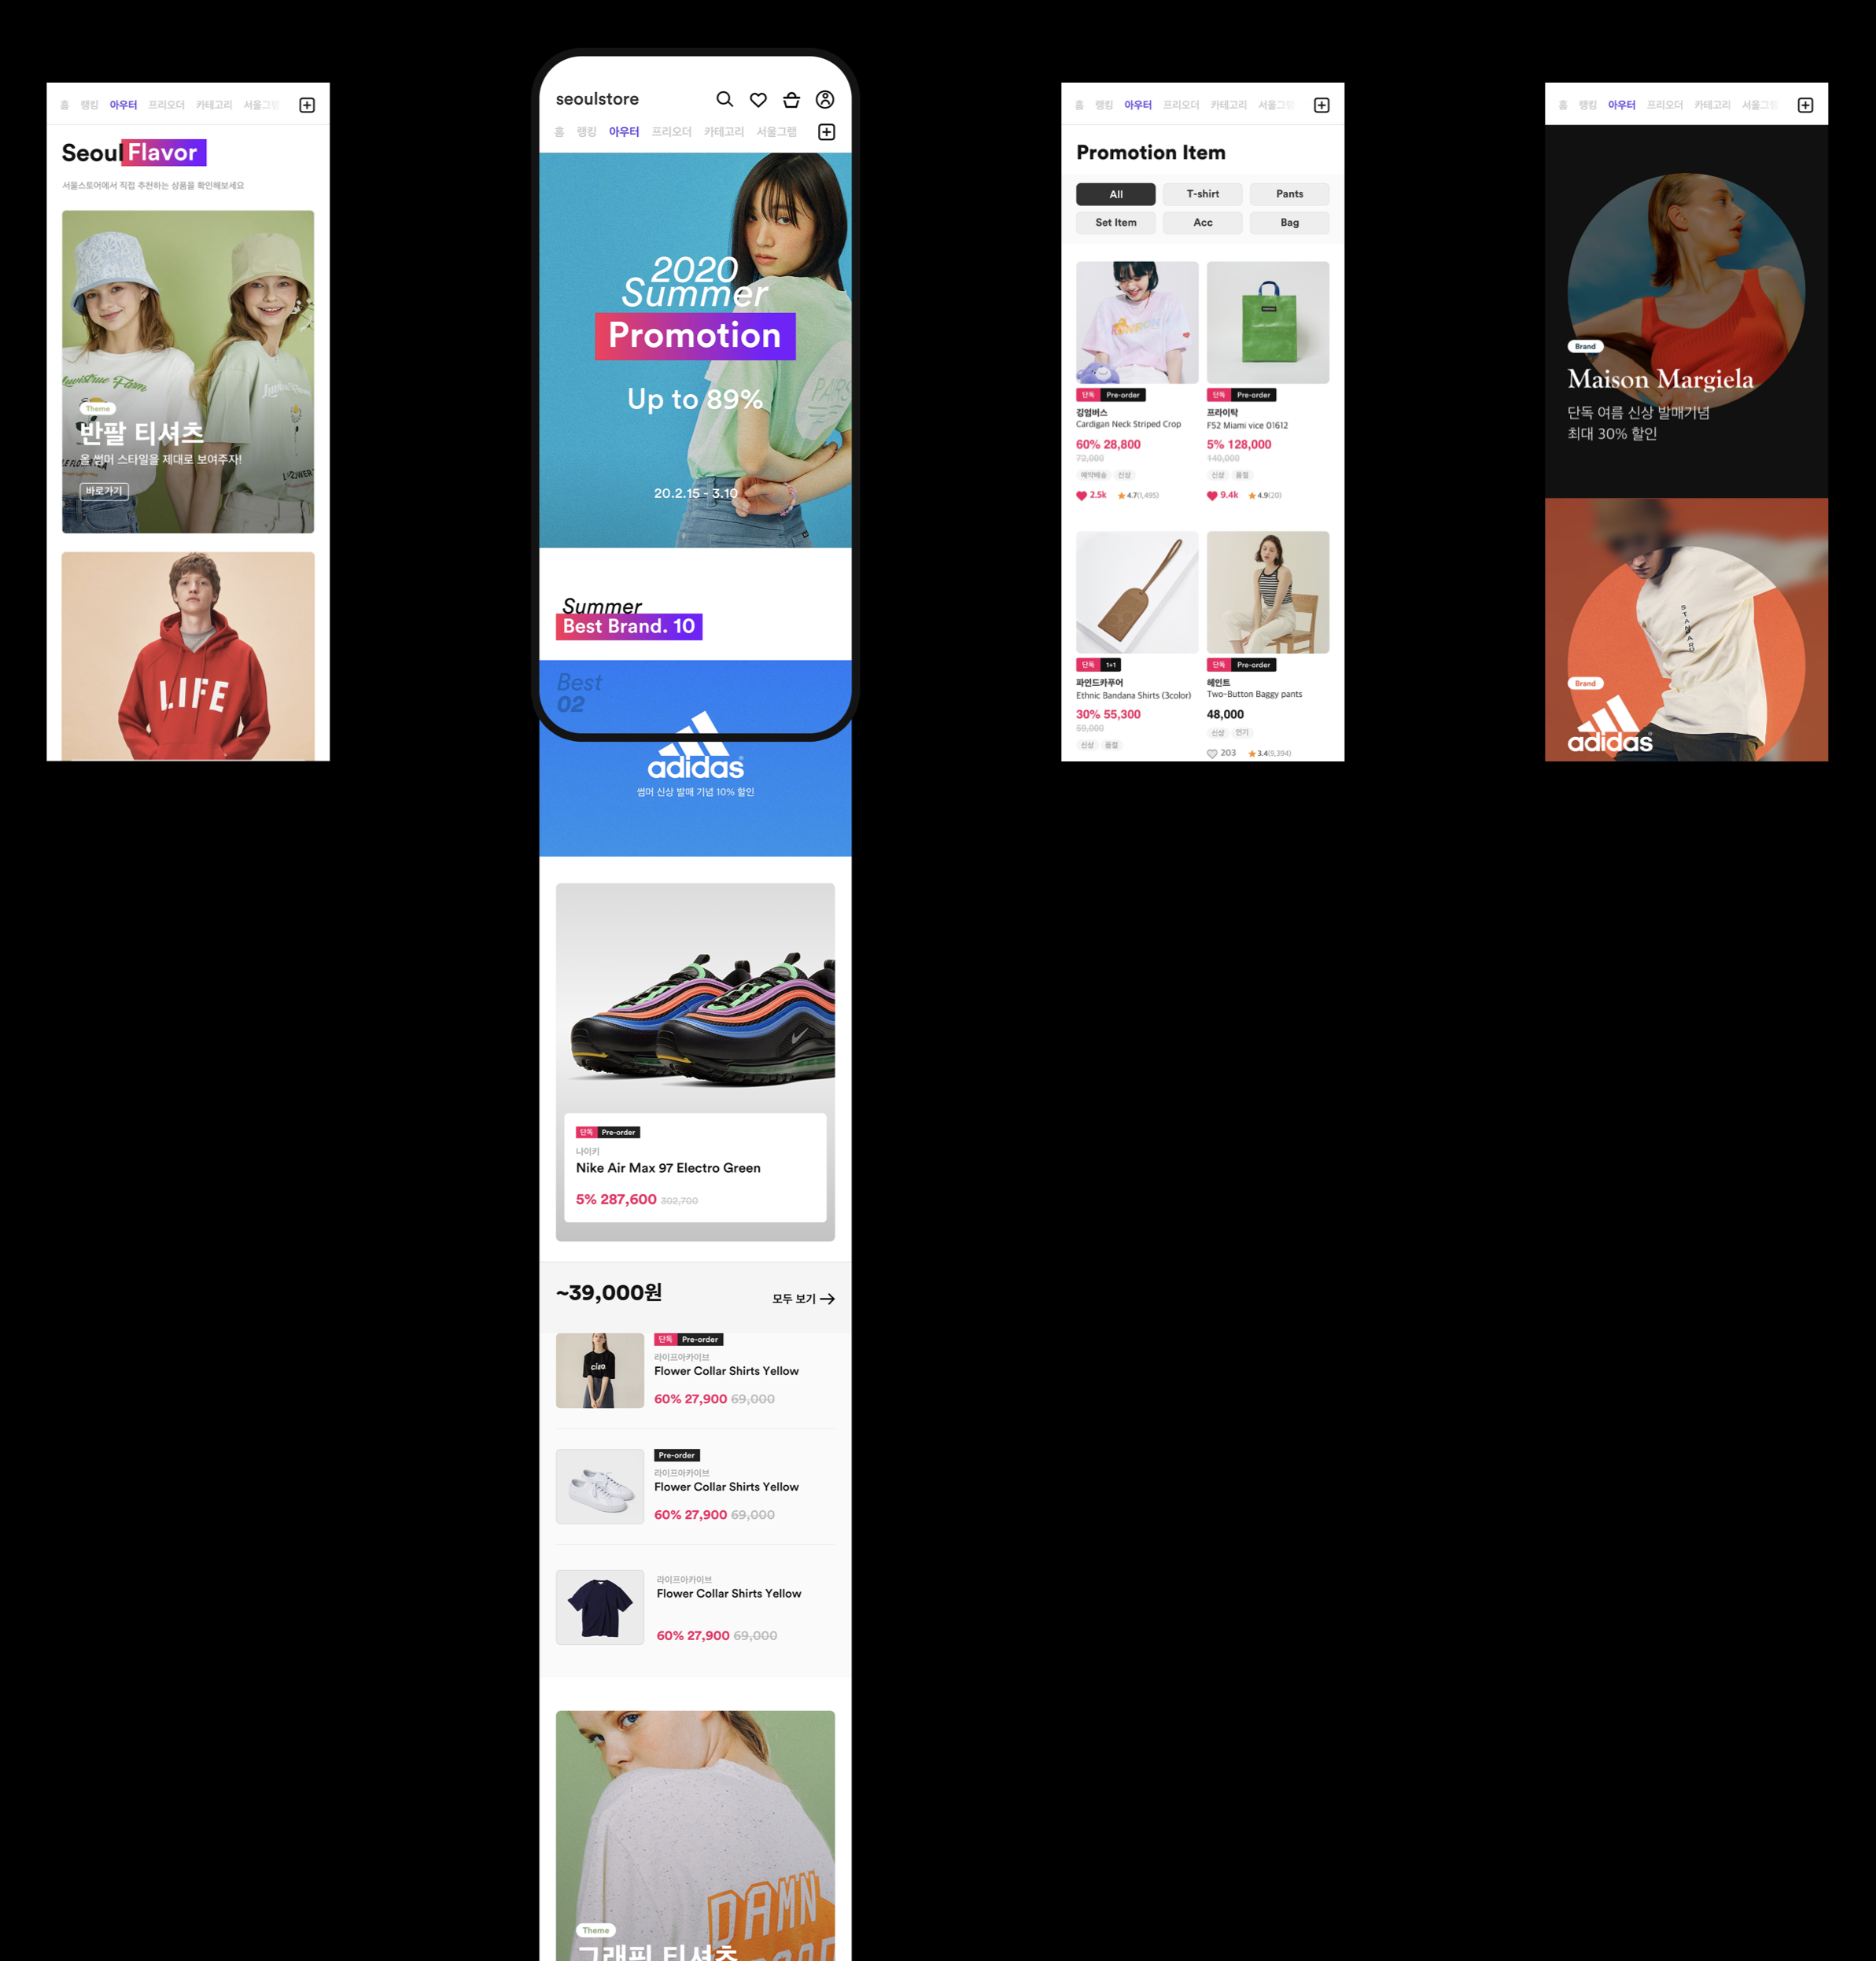 홈 랭킹 아우터 프리오더 카테고리 서울그램
Seoul Flavor
서울스토어에서 직접 추천하는 상품을 확인해보세요
Theme
반팔 티셔츠
올 썸머 스타일을 제대로 보여주자!
바로가기
LIFE
seoulstore
홈 랭킹 아우터 프리오더 카테고리 서울그램
2020
Summer
Promotion
Up to 89%
20.2.15 - 3.10
Summer
Best Brand. 10
Best
02
adidas
썸머 신상 발매 기념 10% 할인
단독 Pre-order
나이키
Nike Air Max 97 Electro Green
5% 287,600 302,700
~39,000원
모두 보기
ciao
단독 Pre-order
라이프아카이브
Flower Collar Shirts Yellow
60% 27,900 69,000
Pre-order
라이프아카이브
Flower Collar Shirts Yellow
60% 27,900 69,000
라이프아카이브
Flower Collar Shirts Yellow
60% 27,900 69,000
DAMN
Theme
그래픽 티셔츠
홈 랭킹 아우터 프리오더 카테고리 서울그
Promotion Item
All T-shirt Pants
Set Item Acc Bag
단독 Pre-order
깅엄버스
Cardigan Neck Striped Crop
60% 28,800
72,000
예약배송 신상
2.5k 4.7(1,495)
단독 Pre-order
프라이탁
F52 Miami vice 01612
5% 128,000
140,000
신상 품절
9.4k 4.9(20)
단독 1+1
파인드카푸어
Ethnic Bandana Shirts (3color)
30% 55,300
69,000
신상 품절
단독 Pre-order
헤인트
Two-Button Baggy pants
48,000
신상 인기
203 3.4(9,394)
홈 랭킹 아우터 프리오더 카테고리 서울그
Brand
Maison Margiela
단독 여름 신상 발매기념
최대 30% 할인
STANDARD
Brand
adidas